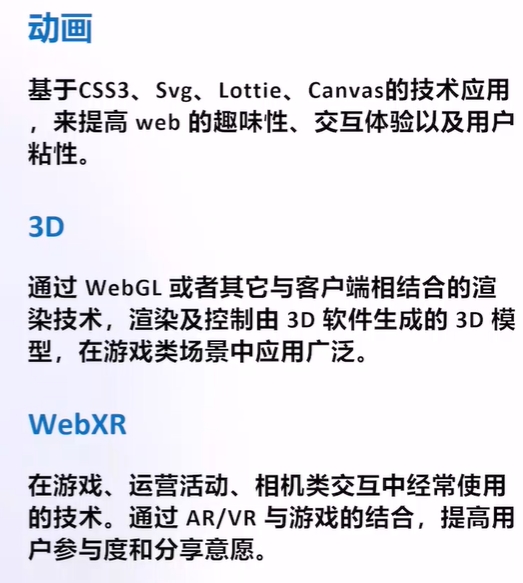 动画
基于CSS3、Svg、Lottie、Canvas的技术应用
，来提高 web 的趣味性、交互体验以及用户
粘性。
3D
通过 WebGL 或者其它与客户端相结合的渲
染技术，渲染及控制由 3D 软件生成的 3D 模
型，在游戏类场景中应用广泛。
WebXR
在游戏、运营活动、相机类交互中经常使用
的技术。通过 AR/VR 与游戏的结合，提高用
户参与度和分享意愿。